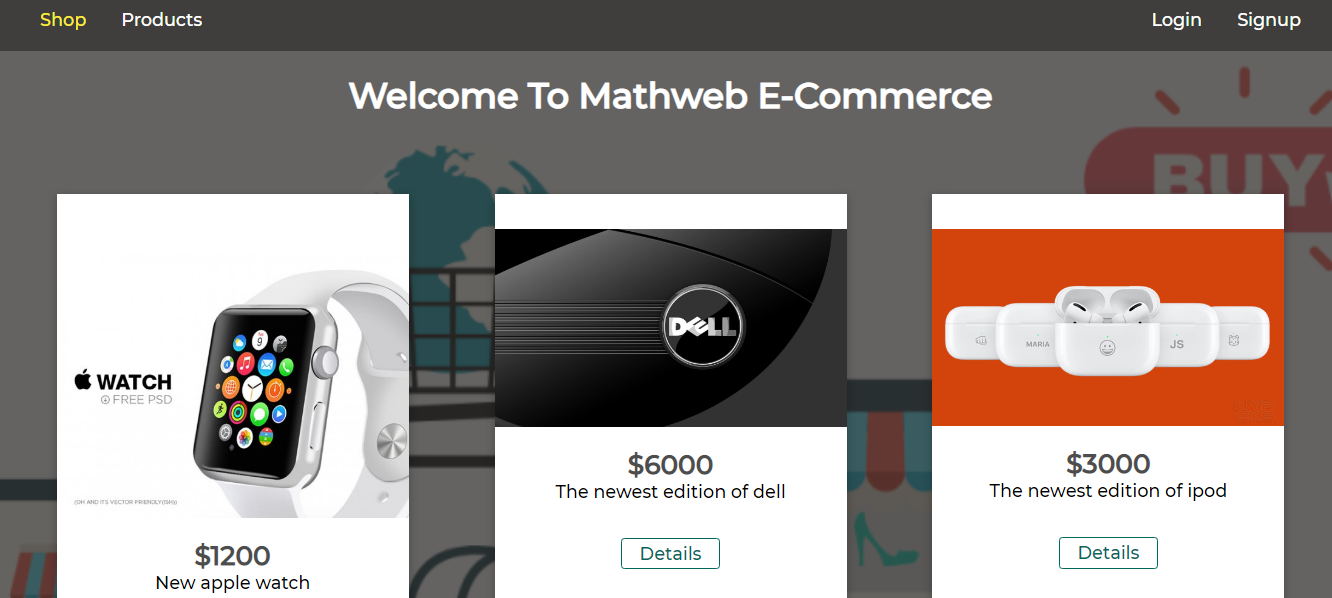 Shop Products Login Signup
Welcome To Mathweb E-Commerce
BUY
WATCH
FREE PSD
(OH AND ITS VECTOR FRIENDLY(ISH))
$1200
New apple watch
DELL
$6000
The newest edition of dell
Details
MARIA
JS
$3000
The newest edition of ipod
Details